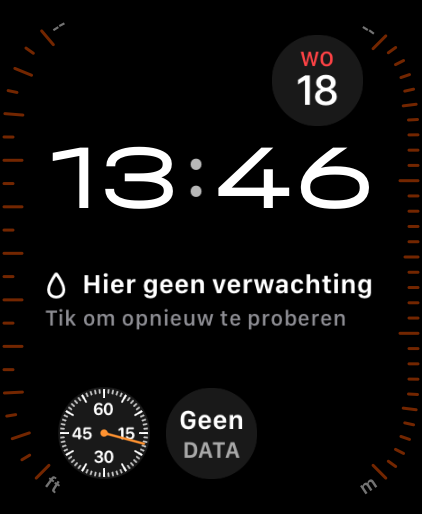 --
--
WO
18
13:46
Hier geen verwachting
Tik om opnieuw te proberen
60
45 15
30
Geen
DATA
ft
m